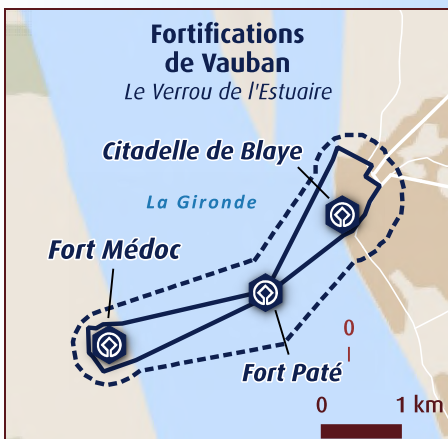 Fortifications
de Vauban
Le Verrou de l'Estuaire
Citadelle de Blaye
La Gironde
Fort Médoc
0
Fort Paté
0 1 km